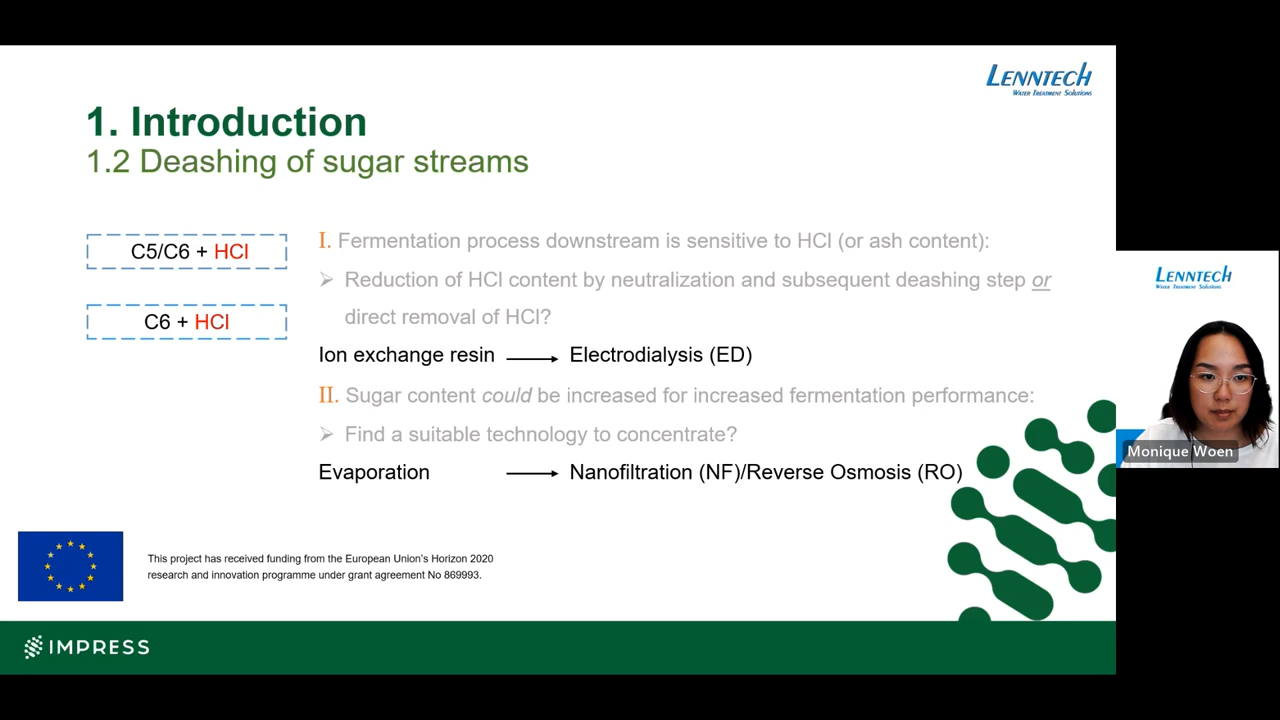 LENNTECH
WATER TREATMENT SOLUTIONS
1. Introduction
1.2 Deashing of sugar streams
C5/C6 + HCl
C6 + HCl
I. Fermentation process downstream is sensitive to HCl (or ash content):
➢ Reduction of HCl content by neutralization and subsequent deashing step or
direct removal of HCl?
Ion exchange resin → Electrodialysis (ED)
II. Sugar content could be increased for increased fermentation performance:
➢ Find a suitable technology to concentrate?
Evaporation → Nanofiltration (NF)/Reverse Osmosis (RO)
This project has received funding from the European Union's Horizon 2020
research and innovation programme under grant agreement No 869993.
IMPRESS
LENNTECH
WATER TREATMENT SOLUTIONS
Monique Woen